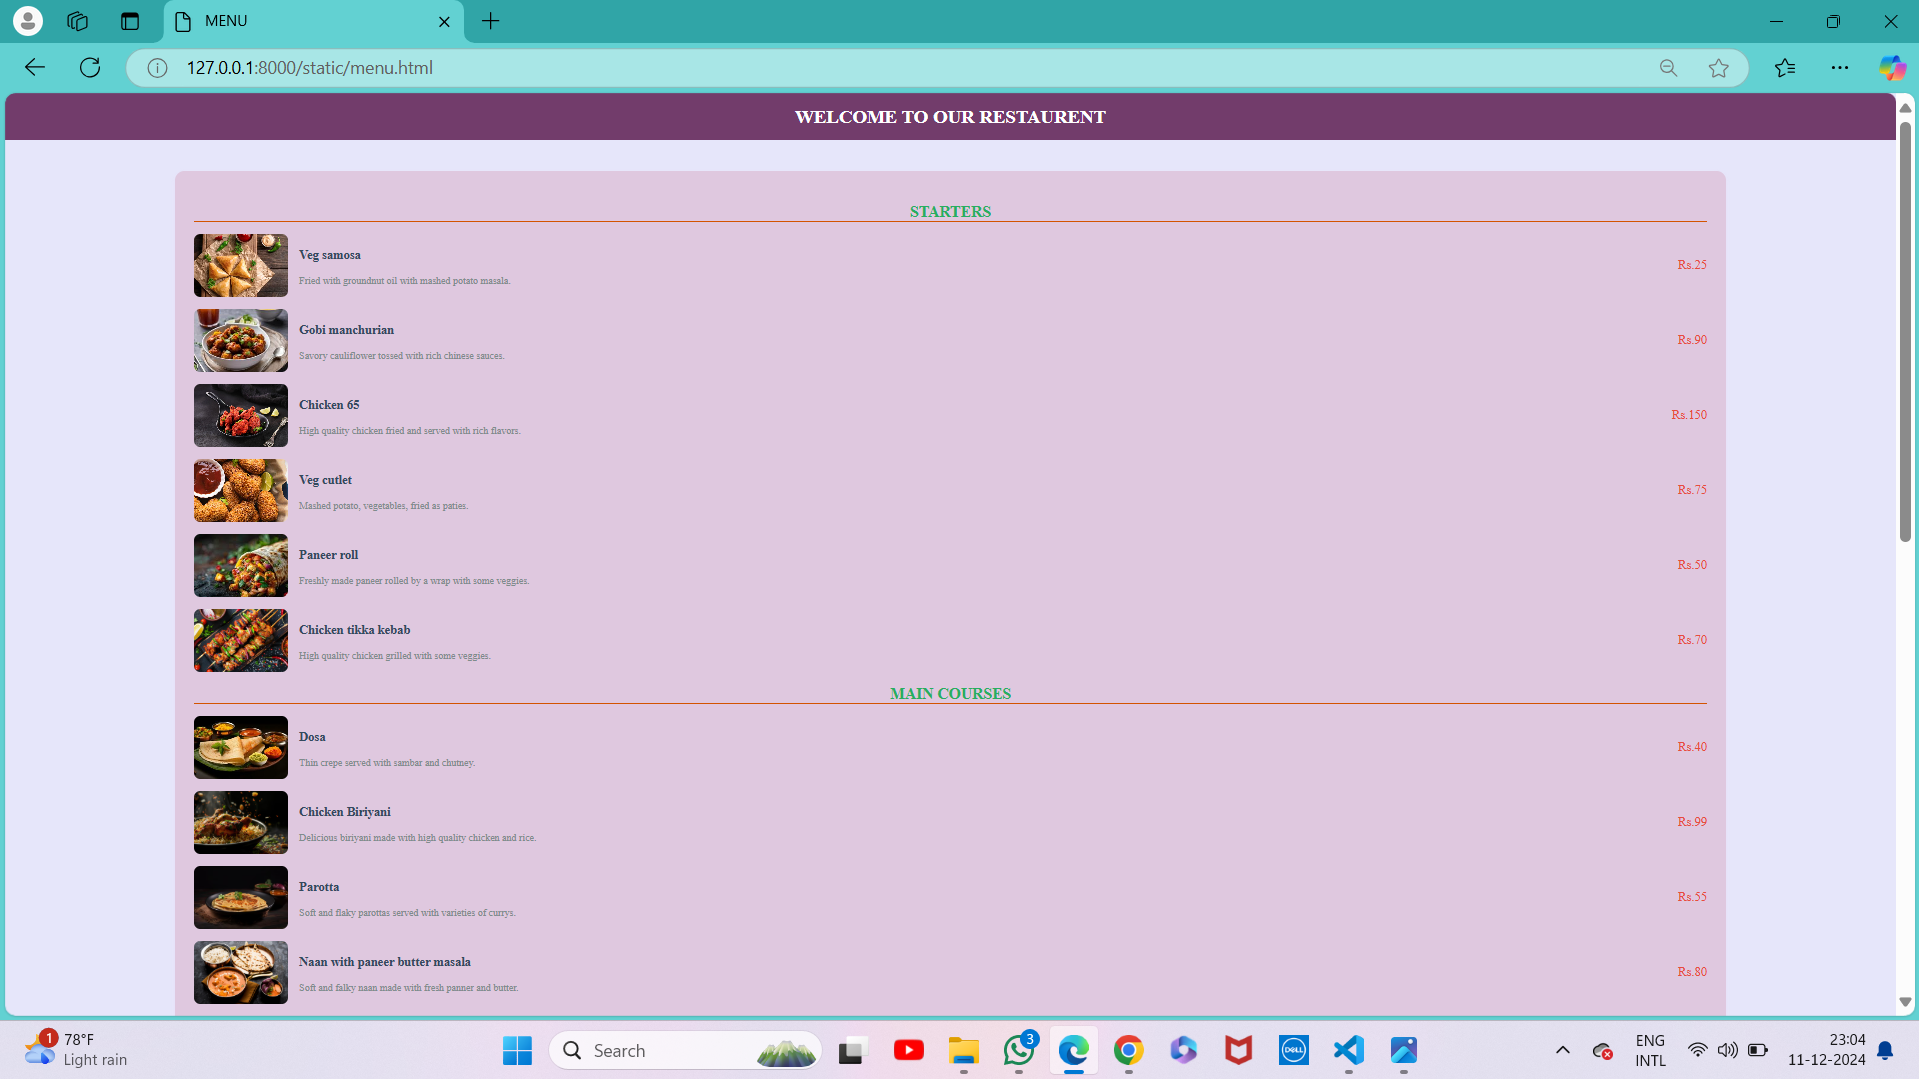 MENU
127.0.0.1:8000/static/menu.html
WELCOME TO OUR RESTAURENT
STARTERS
Veg samosa
Fried with groundnut oil with mashed potato masala.
Rs.25
Gobi manchurian
Savory cauliflower tossed with rich chinese sauces.
Rs.90
Chicken 65
High quality chicken fried and served with rich flavors.
Rs.150
Veg cutlet
Mashed potato, vegetables, fried as paties.
Rs.75
Paneer roll
Freshly made paneer rolled by a wrap with some veggies.
Rs.50
Chicken tikka kebab
High quality chicken grilled with some veggies.
Rs.70
MAIN COURSES
Dosa
Thin crepe served with sambar and chutney.
Rs.40
Chicken Biriyani
Delicious biriyani made with high quality chicken and rice.
Rs.99
Parotta
Soft and flaky parottas served with varieties of currys.
Rs.55
Naan with paneer butter masala
Soft and falky naan made with fresh panner and butter.
Rs.80
1
78°F
Light rain
Search
3
DELL
ENG
INTL
23:04
11-12-2024